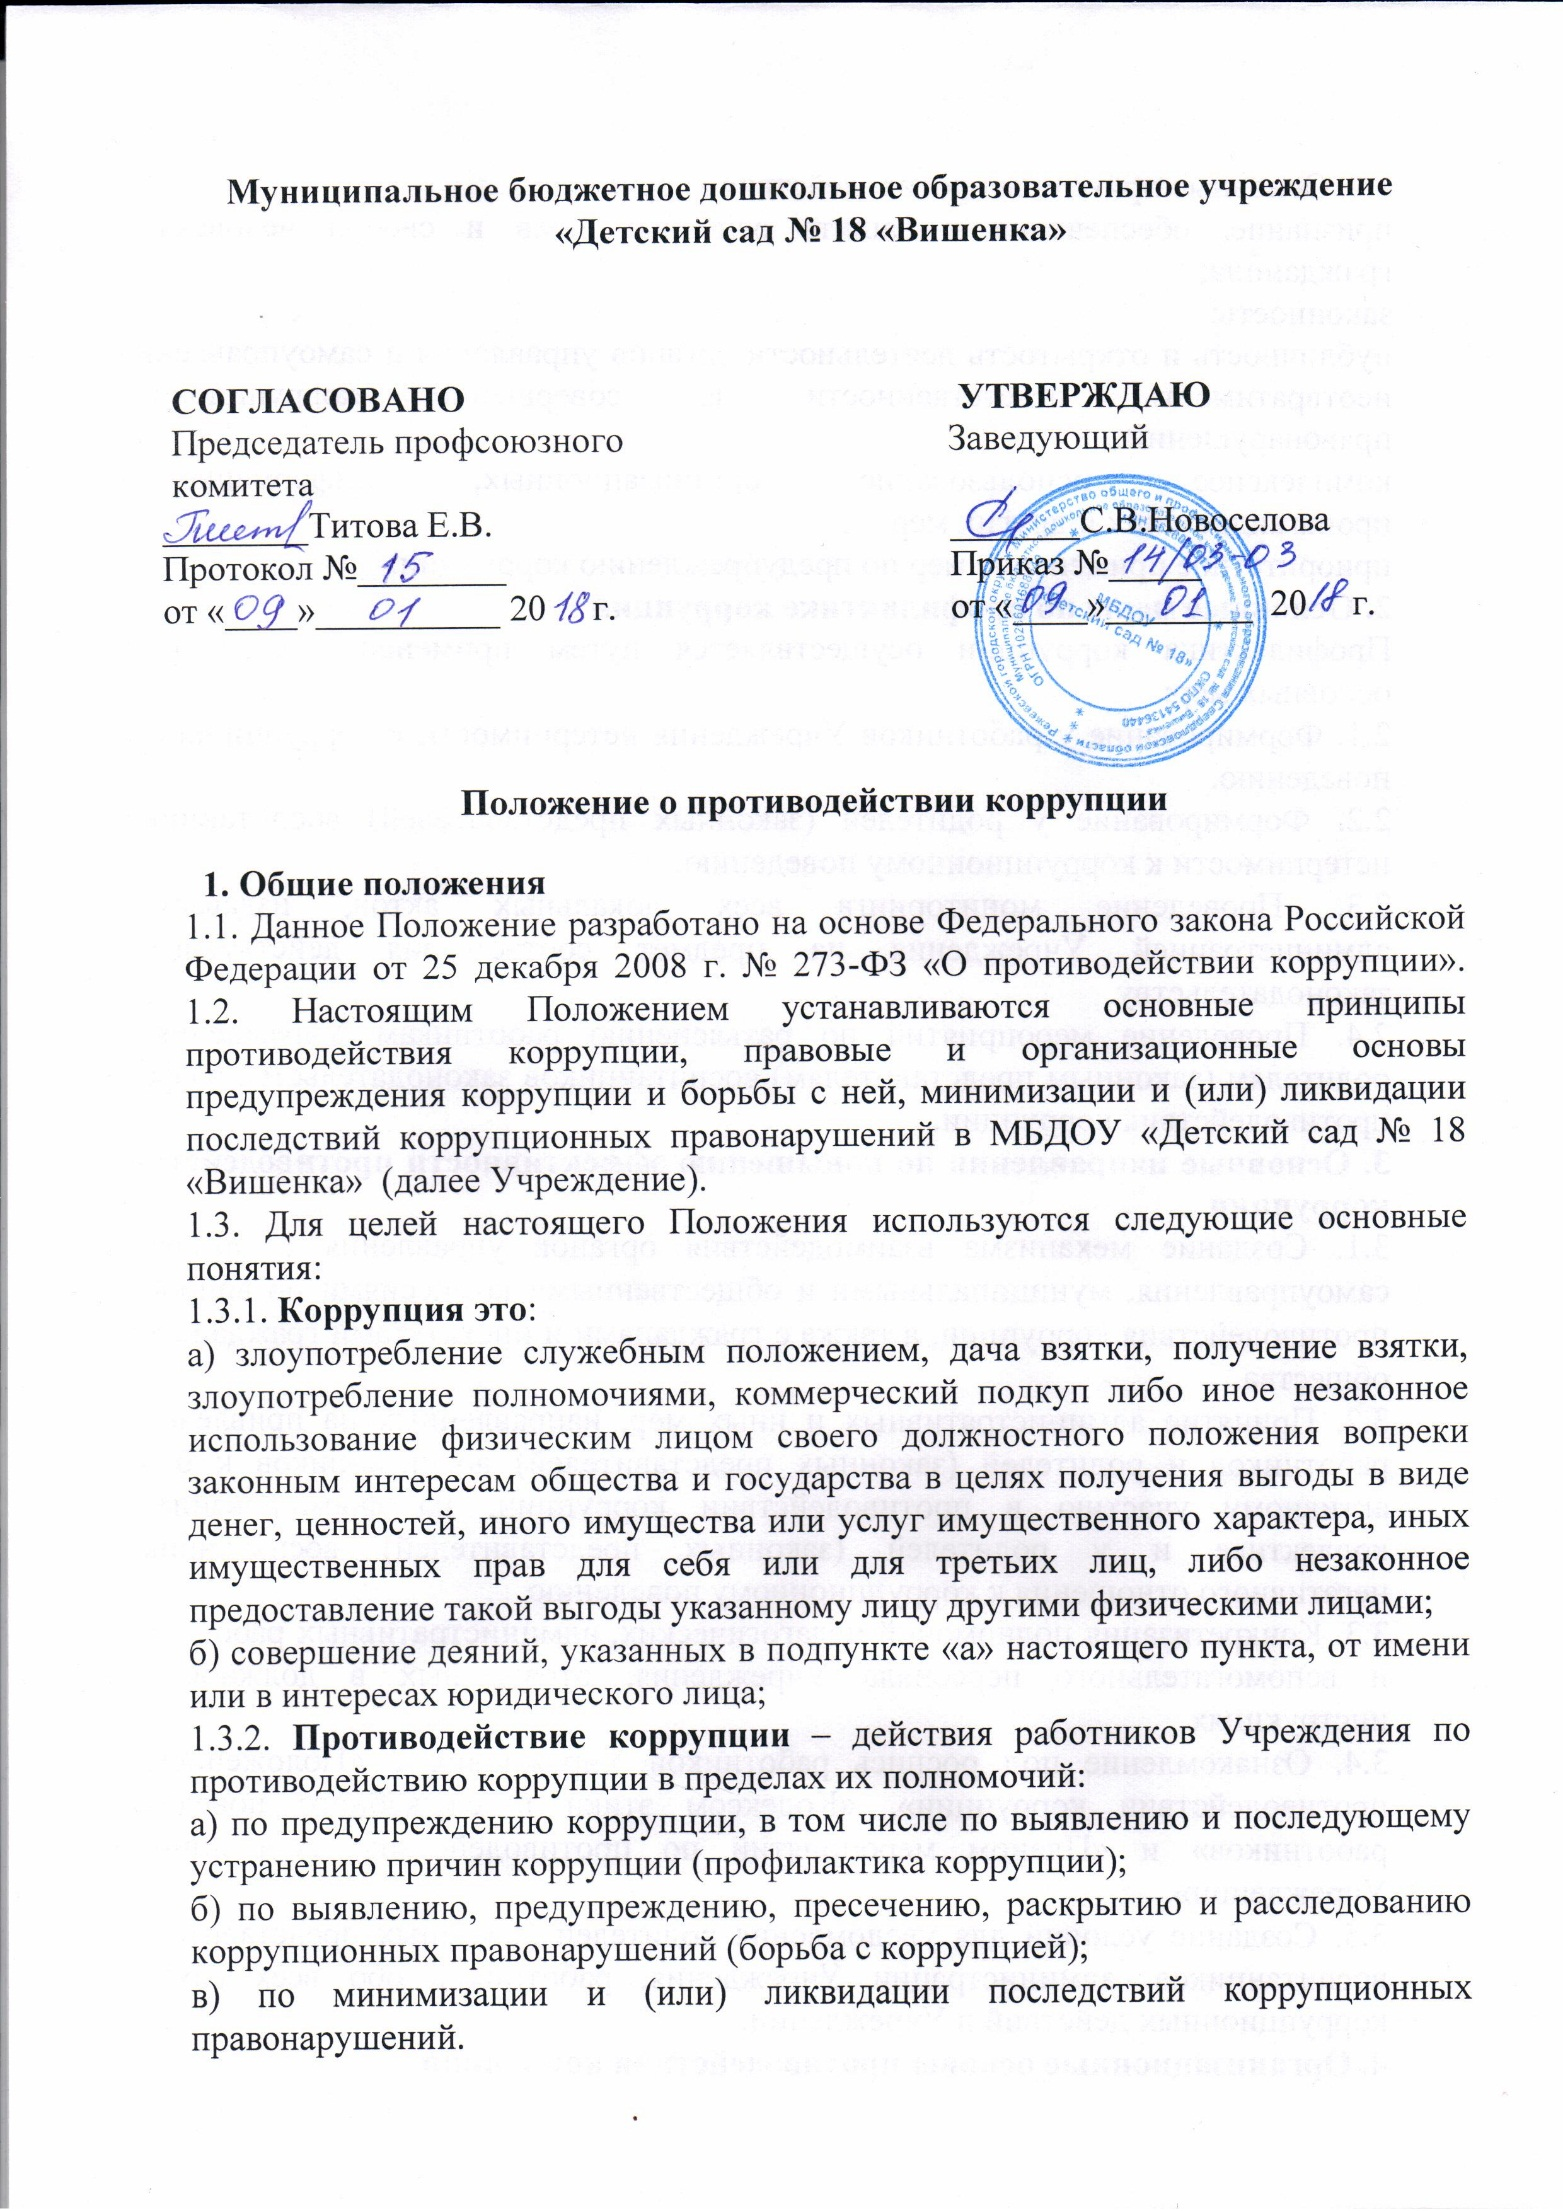 Муниципальное бюджетное дошкольное образовательное учреждение
«Детский сад № 18 «Вишенка»
СОГЛАСОВАНО
Председатель профсоюзного
комитета
Титова Е.В.
Протокол № 15
от «09» 01 2018 г.
УТВЕРЖДАЮ
Заведующий
С.В.Новоселова
Приказ № 14/03-03
от «09» 01 2018 г.
МБДОУ
«Детский сад № 18»
ОКПО 54136440
Положение о противодействии коррупции
1. Общие положения
1.1. Данное Положение разработано на основе Федерального закона Российской
Федерации от 25 декабря 2008 г. № 273-ФЗ «О противодействии коррупции».
1.2. Настоящим Положением устанавливаются основные принципы
противодействия коррупции, правовые и организационные основы
предупреждения коррупции и борьбы с ней, минимизации и (или) ликвидации
последствий коррупционных правонарушений в МБДОУ «Детский сад № 18
«Вишенка» (далее Учреждение).
1.3. Для целей настоящего Положения используются следующие основные
понятия:
1.3.1. Коррупция это:
а) злоупотребление служебным положением, дача взятки, получение взятки,
злоупотребление полномочиями, коммерческий подкуп либо иное незаконное
использование физическим лицом своего должностного положения вопреки
законным интересам общества и государства в целях получения выгоды в виде
денег, ценностей, иного имущества или услуг имущественного характера, иных
имущественных прав для себя или для третьих лиц, либо незаконное
предоставление такой выгоды указанному лицу другими физическими лицами;
б) совершение деяний, указанных в подпункте «а» настоящего пункта, от имени
или в интересах юридического лица;
1.3.2. Противодействие коррупции – действия работников Учреждения по
противодействию коррупции в пределах их полномочий:
а) по предупреждению коррупции, в том числе по выявлению и последующему
устранению причин коррупции (профилактика коррупции);
б) по выявлению, предупреждению, пресечению, раскрытию и расследованию
коррупционных правонарушений (борьба с коррупцией);
в) по минимизации и (или) ликвидации последствий коррупционных
правонарушений.